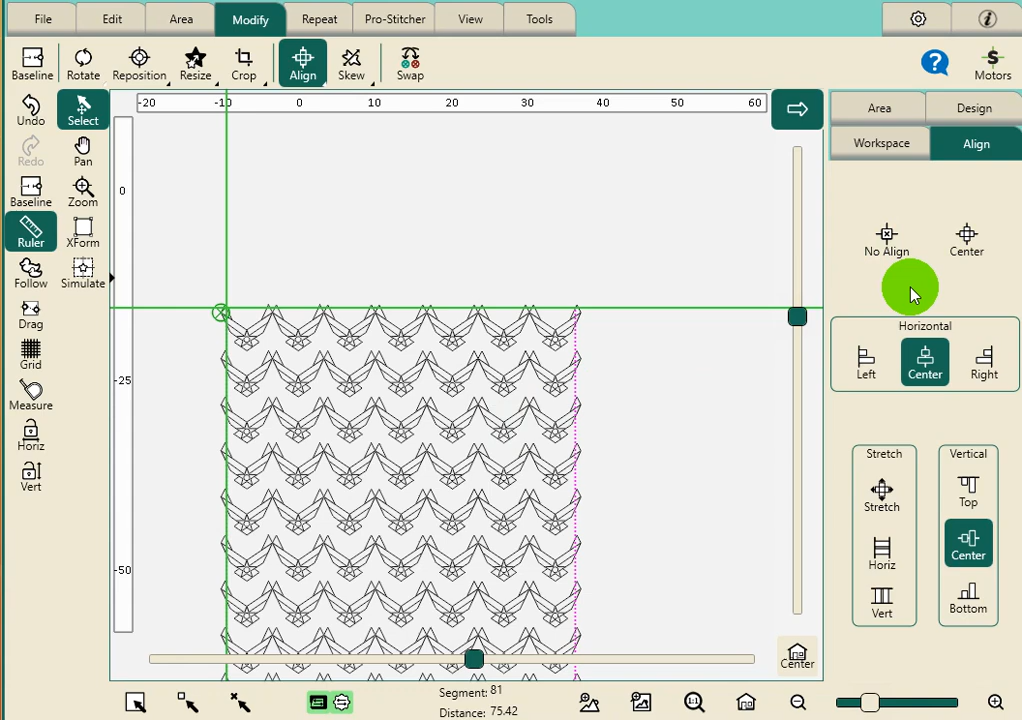 File Edit Area Modify Repeat Pro-Stitcher View Tools
Baseline Rotate Reposition Resize Crop Align Skew Swap Motors
Undo Select
Redo Pan
Baseline Zoom
Ruler XForm
Follow Simulate
Drag
Grid
Measure
Horiz
Vert
-20 -10 0 10 20 30 40 50 60
0
-25
-50
Center
Area Design
Workspace Align
No Align Center
Horizontal
Left Center Right
Stretch
Stretch
Horiz
Vert
Vertical
Top
Center
Bottom
Segment: 81
Distance: 75.42
1:1